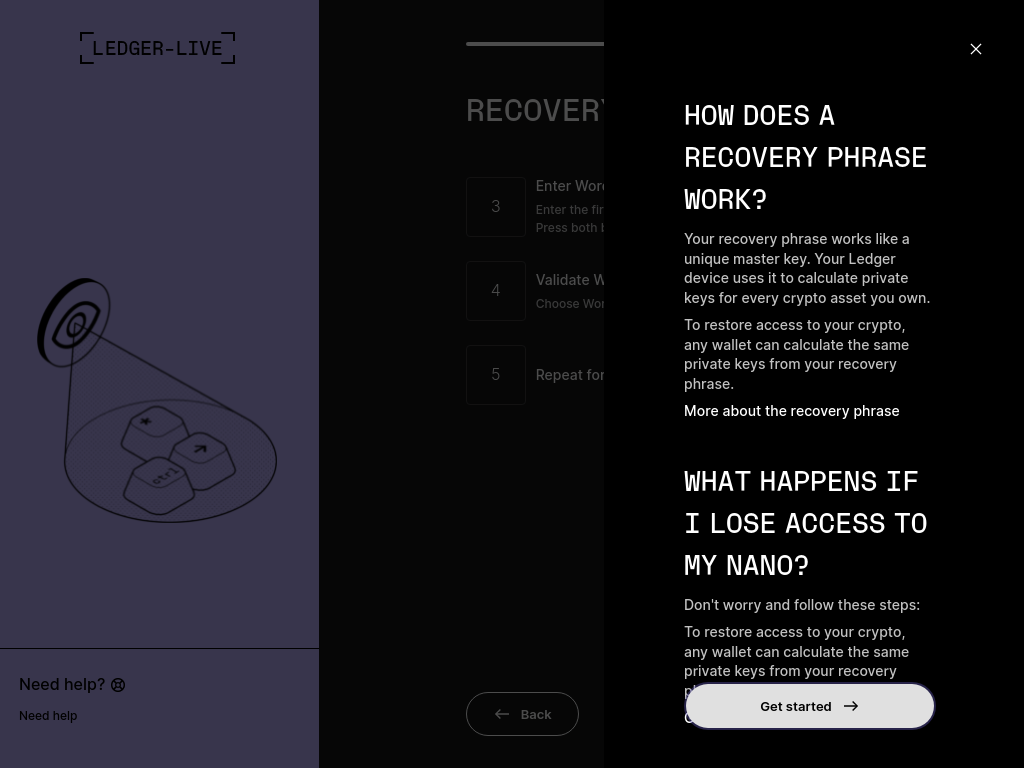 LEDGER-LIVE
Need help?
Need help
RECOVERY
3
Enter Word
Enter the fir
Press both b
4
Validate W
Choose Wor
5
Repeat for
Back
HOW DOES A
RECOVERY PHRASE
WORK?
Your recovery phrase works like a
unique master key. Your Ledger
device uses it to calculate private
keys for every crypto asset you own.
To restore access to your crypto,
any wallet can calculate the same
private keys from your recovery
phrase.
More about the recovery phrase
WHAT HAPPENS IF
I LOSE ACCESS TO
MY NANO?
Don't worry and follow these steps:
To restore access to your crypto,
any wallet can calculate the same
private keys from your recovery
Get started
ctrl